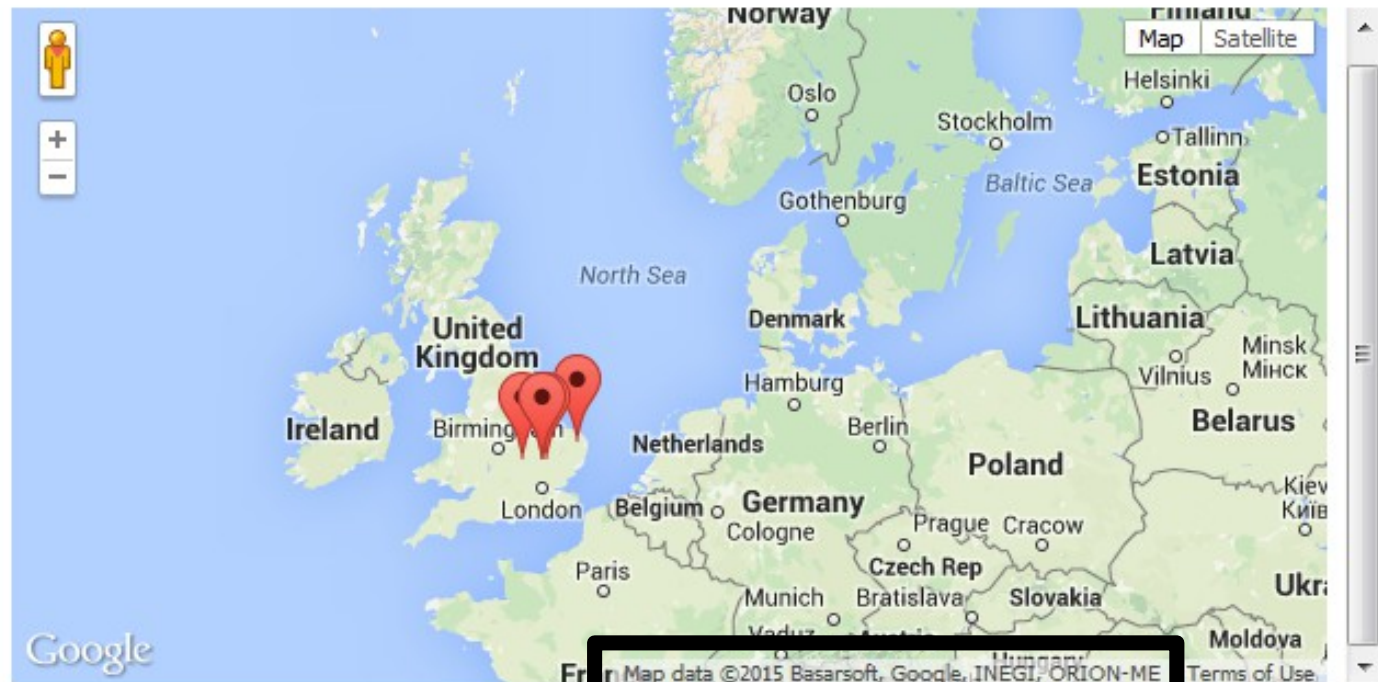 Norway
Map
Satellite
Helsinki
Oslo
Stockholm
Tallinn
Baltic Sea
Estonia
Gothenburg
Latvia
North Sea
Denmark
Lithuania
United
Kingdom
Minsk
Мінск
Vilnius
Hamburg
Belarus
Ireland
Berlin
Netherlands
Poland
London
Belgium
Germany
Cologne
Kiev
Prague
Cracow
Paris
Czech Rep
Munich
Bratislava
Slovakia
Moldova
Google
Map data ©2015 Basarsoft, Google, INEGI, ORION-ME
Terms of Use